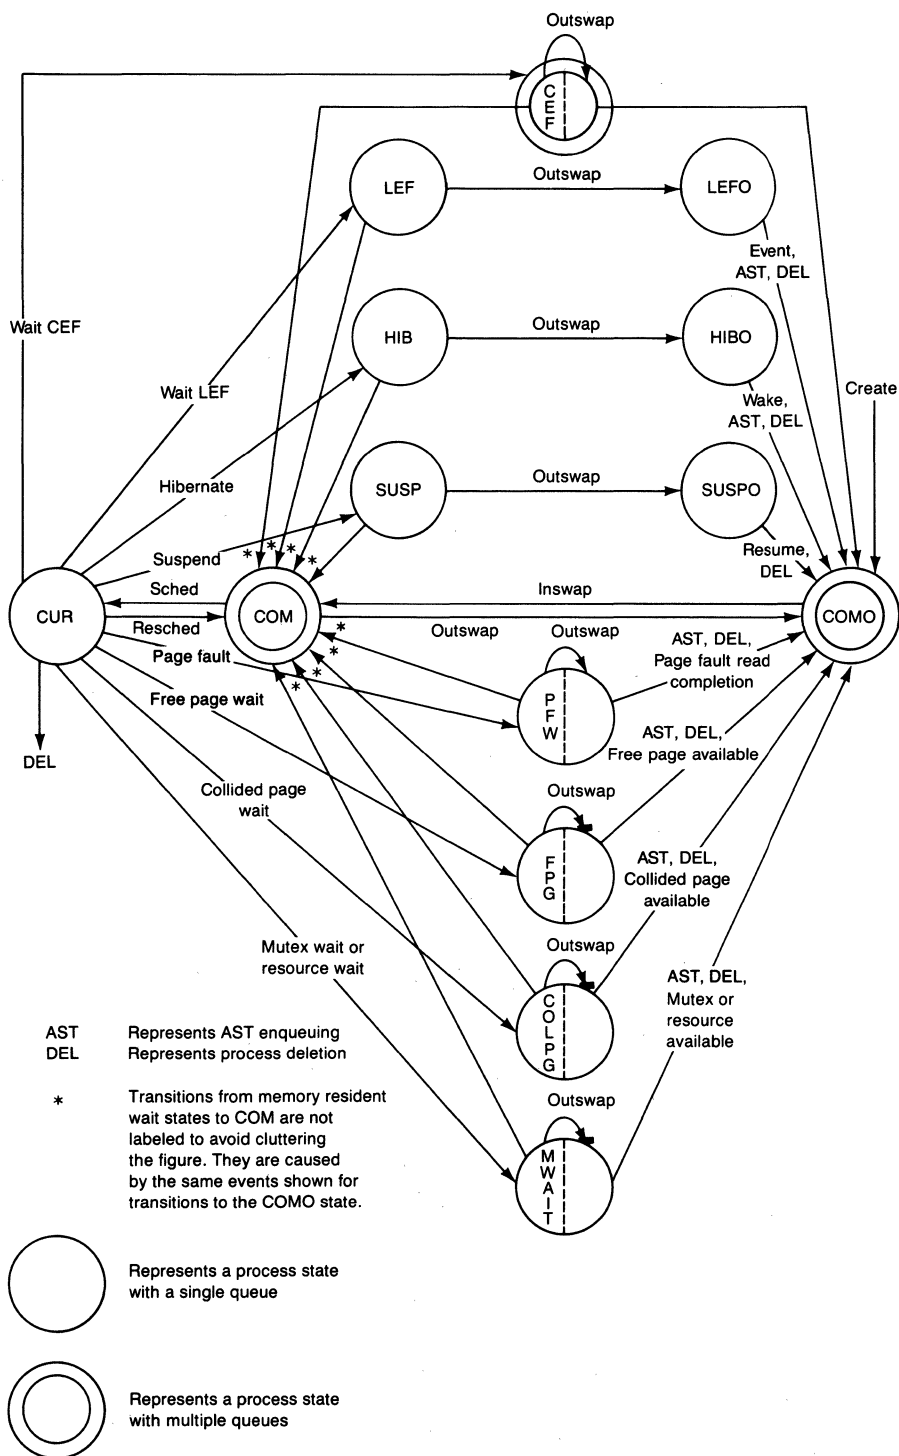 Outswap
C
E
F
LEF
Outswap
LEFO
Event,
AST, DEL
Wait CEF
HIB
Outswap
HIBO
Wait LEF
Wake,
AST, DEL
Create
Hibernate
SUSP
Outswap
SUSPO
* * * *
Suspend
Resume,
DEL
Sched
Inswap
CUR
COM
COMO
Resched
Outswap
Outswap
Page fault
*
*
*
*
AST, DEL,
Page fault read
completion
P
F
W
Free page wait
AST, DEL,
Free page available
DEL
Collided page
wait
Outswap
F
P
G
AST, DEL,
Collided page
available
Mutex wait or
resource wait
Outswap
C
O
L
P
G
AST, DEL,
Mutex or
resource
available
AST Represents AST enqueuing
DEL Represents process deletion
* Transitions from memory resident
wait states to COM are not
labeled to avoid cluttering
the figure. They are caused
by the same events shown for
transitions to the COMO state.
Outswap
M
W
A
I
T
Represents a process state
with a single queue
Represents a process state
with multiple queues